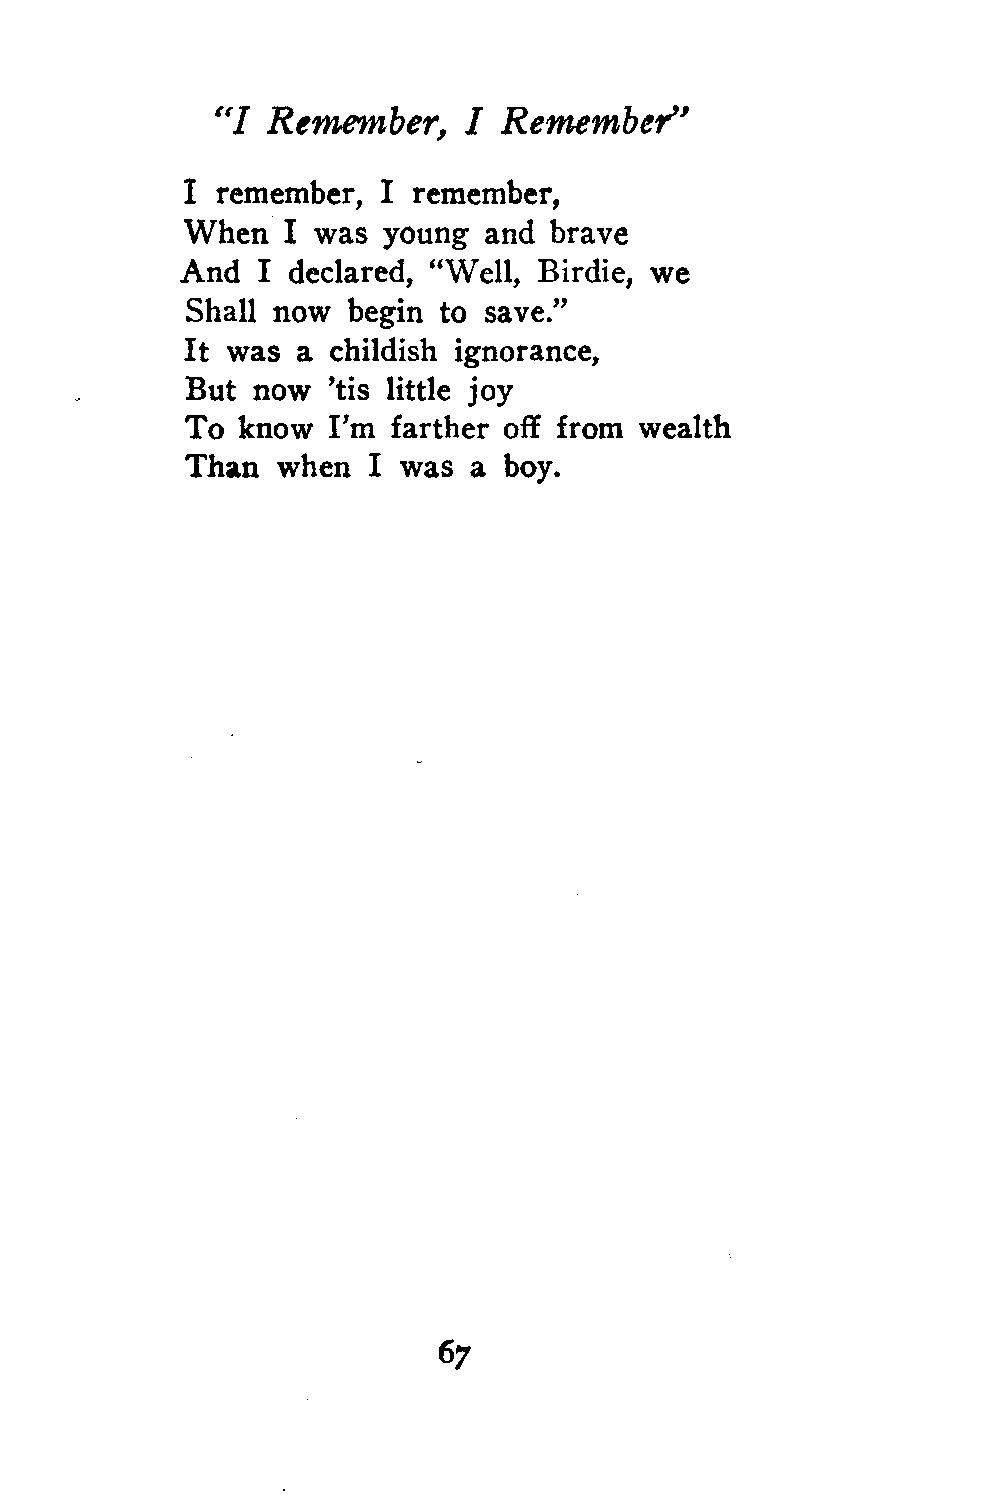 "I Remember, I Remember"
I remember, I remember,
When I was young and brave
And I declared, "Well, Birdie, we
Shall now begin to save."
It was a childish ignorance,
But now 'tis little joy
To know I'm farther off from wealth
Than when I was a boy.
67